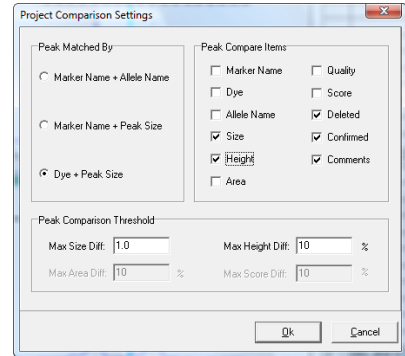 Project Comparison Settings
Peak Matched By
Marker Name + Allele Name
Marker Name + Peak Size
Dye + Peak Size
Peak Compare Items
Marker Name
Quality
Dye
Score
Allele Name
Deleted
Size
Confirmed
Height
Comments
Area
Peak Comparison Threshold
Max Size Diff: 1.0 Max Height Diff: 10 %
Max Area Diff: 10 % Max Score Diff: 10 %
Ok Cancel